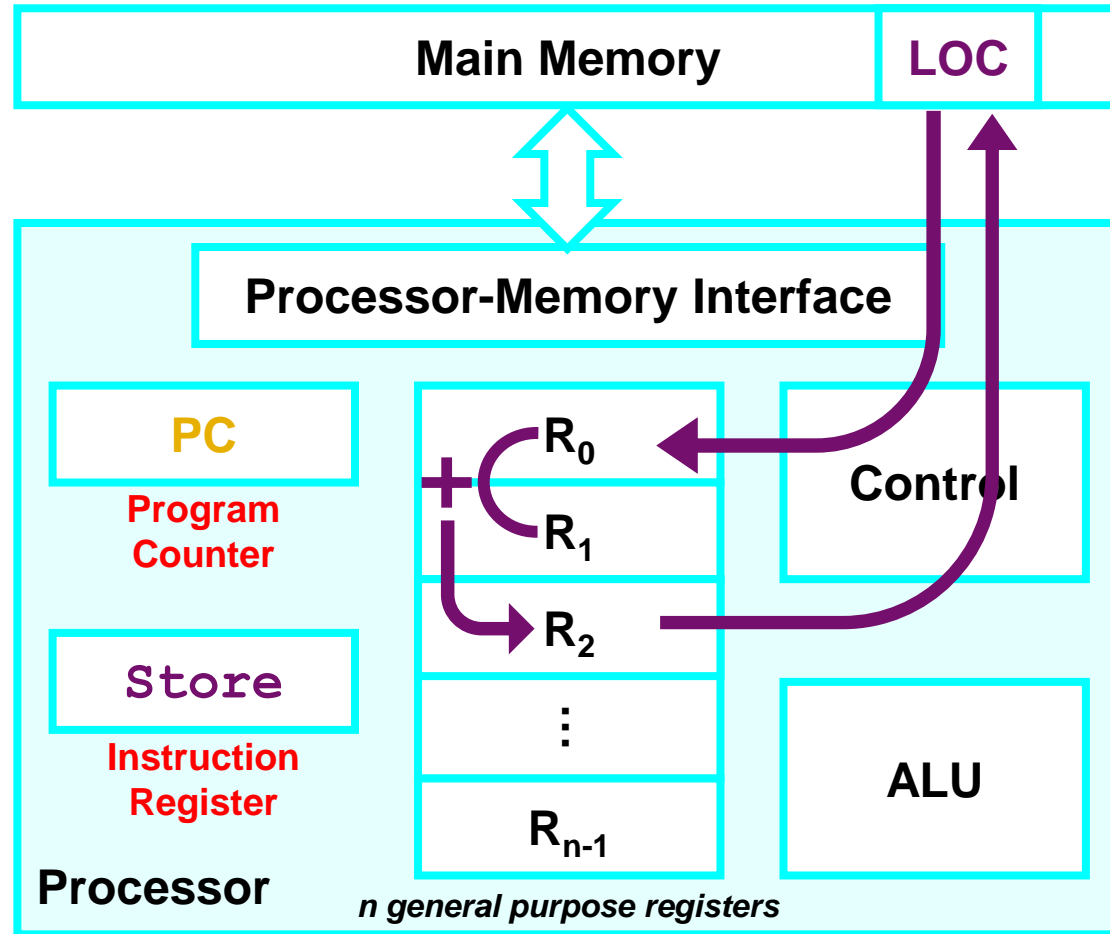 Main Memory
LOC
Processor-Memory Interface
PC
Program
Counter
R0
+
R1
Control
R2
Store
Instruction
Register
⋮
ALU
Rn-1
Processor
n general purpose registers